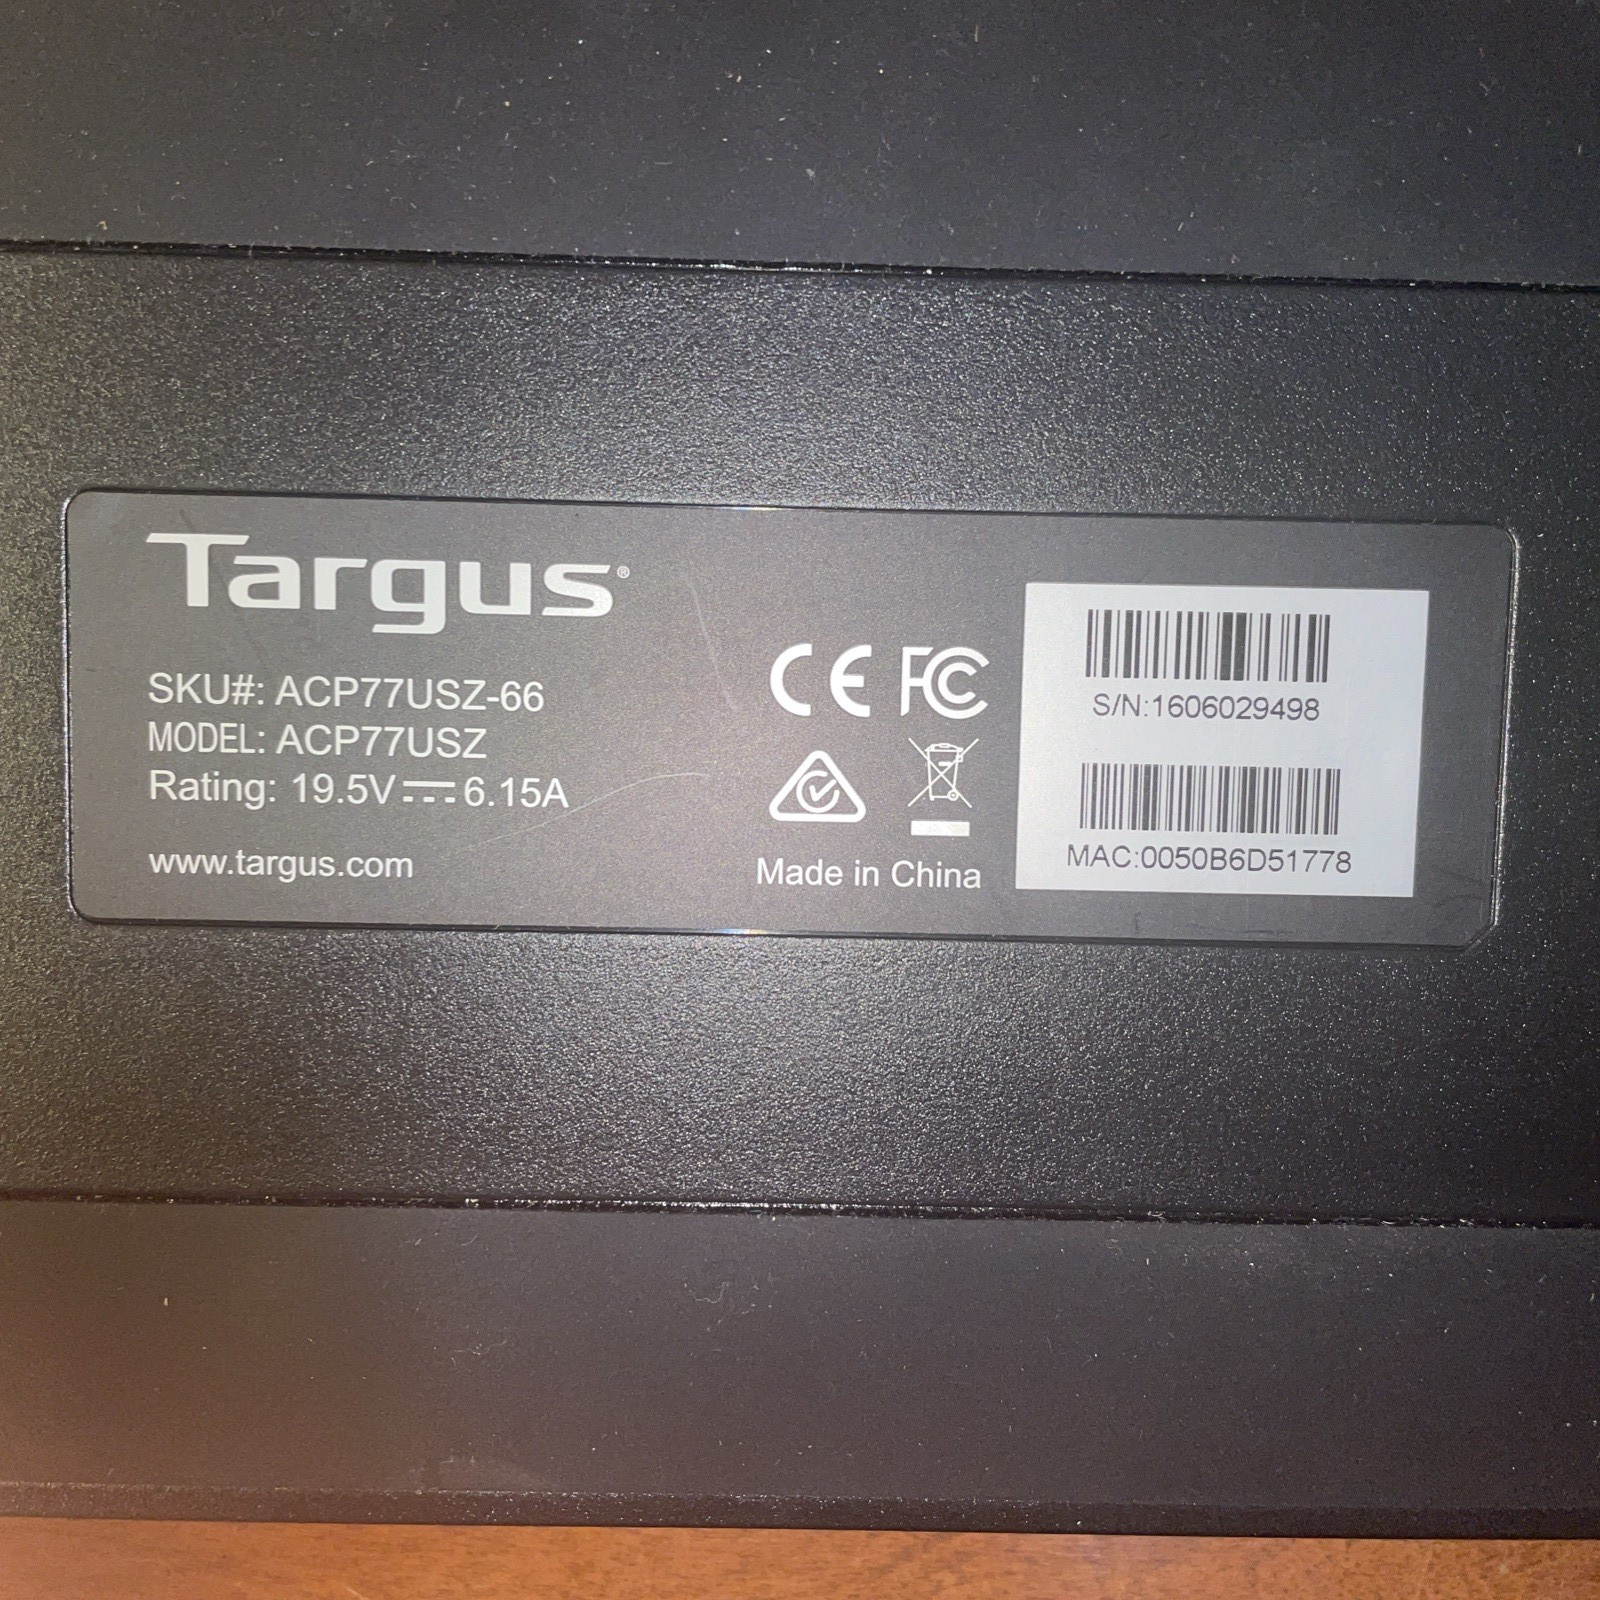 Targus®
SKU#: ACP77USZ-66
MODEL: ACP77USZ
Rating: 19.5V⎓6.15A
www.targus.com
CE FC
Made in China
S/N:1606029498
MAC:0050B6D51778